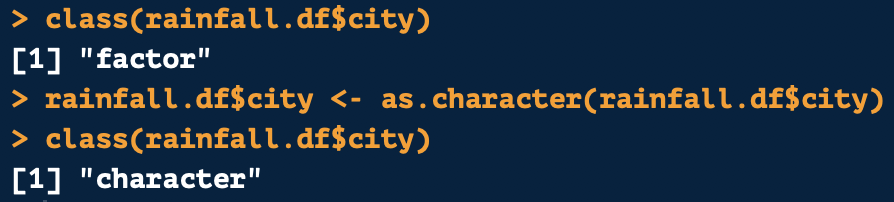 > class(rainfall.df$city)
[1] "factor"
> rainfall.df$city <- as.character(rainfall.df$city)
> class(rainfall.df$city)
[1] "character"